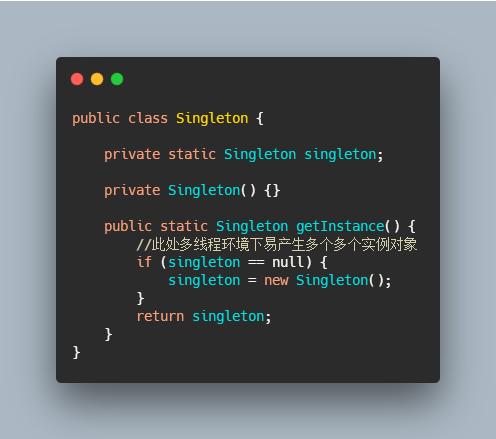 public class Singleton {
private static Singleton singleton;
private Singleton() {}
public static Singleton getInstance() {
//此处多线程环境下易产生多个多个实例对象
if (singleton == null) {
singleton = new Singleton();
}
return singleton;
}
}